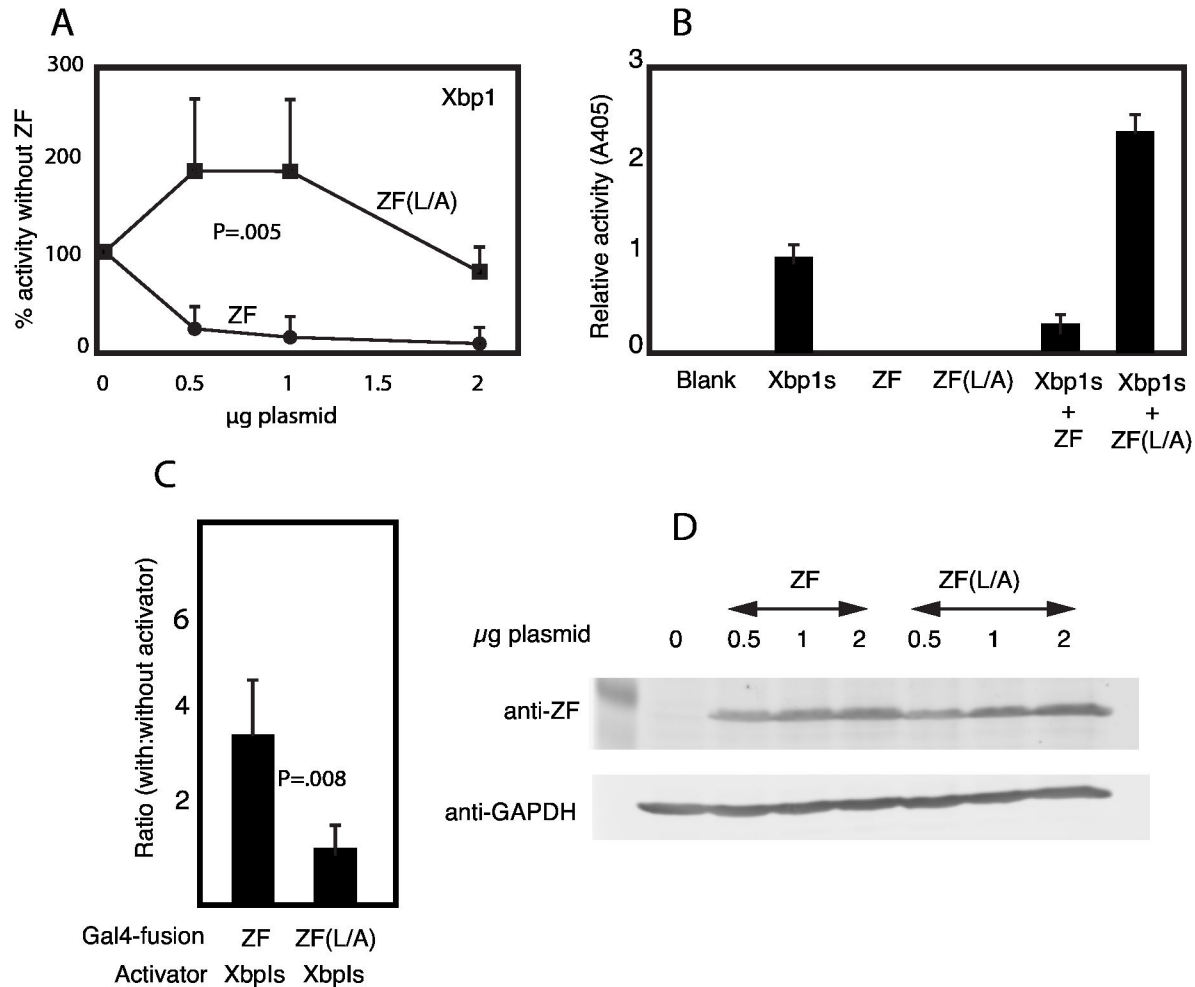 A
300
200
100
0
% activity without ZF
Xbp1
ZF(L/A)
P=.005
ZF
0 0.5 1 1.5 2
µg plasmid
B
3
2
1
0
Relative activity (A405)
Blank Xbp1s ZF ZF(L/A) Xbp1s Xbp1s
+ +
ZF ZF(L/A)
C
6
4
2
Ratio (with:without activator)
P=.008
Gal4-fusion ZF ZF(L/A)
Activator XbpIs XbpIs
D
ZF ZF(L/A)
µg plasmid 0 0.5 1 2 0.5 1 2
anti-ZF
anti-GAPDH